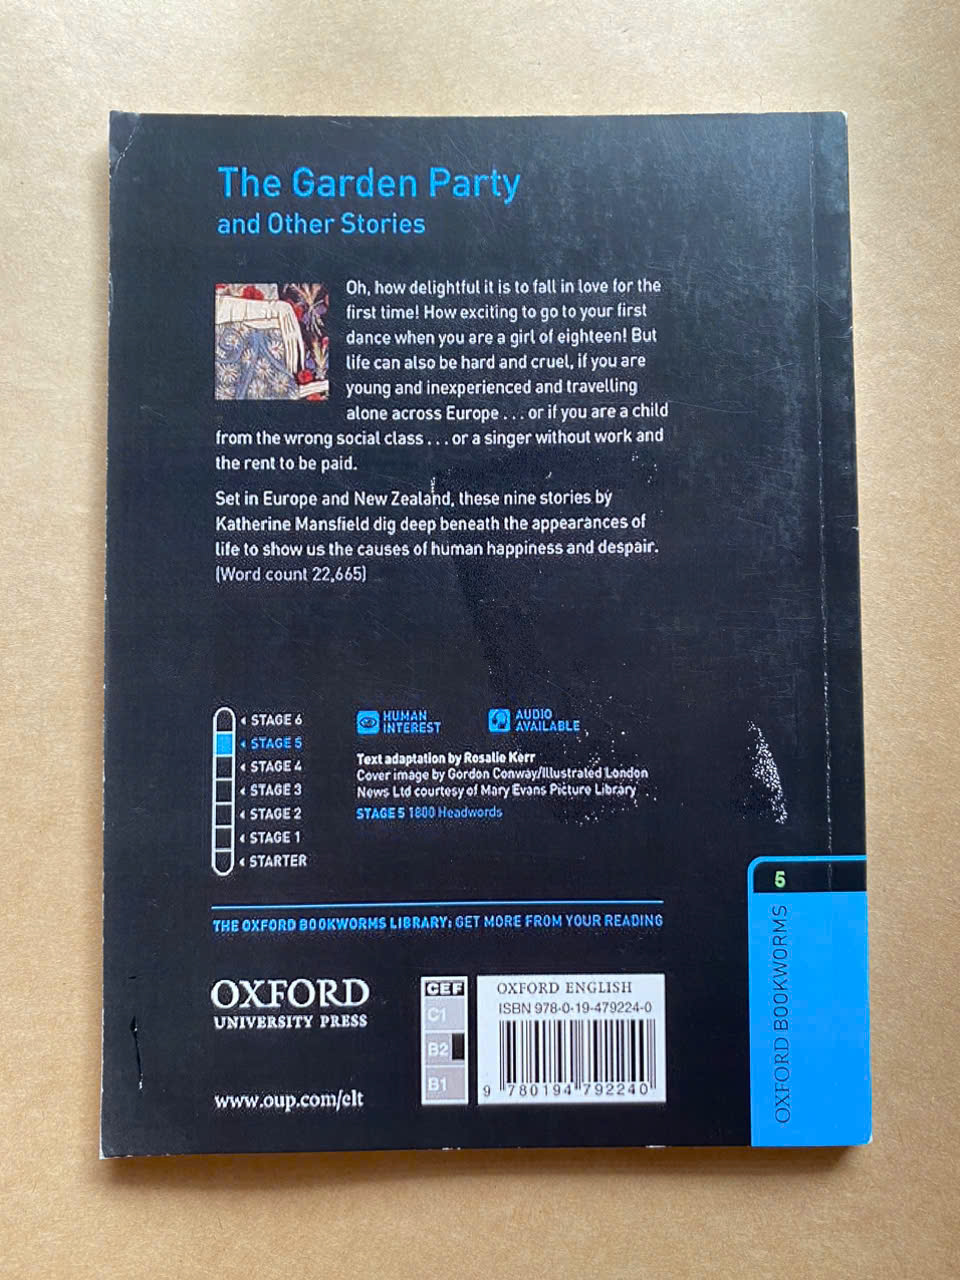 The Garden Party
and Other Stories
Oh, how delightful it is to fall in love for the
first time! How exciting to go to your first
dance when you are a girl of eighteen! But
life can also be hard and cruel, if you are
young and inexperienced and travelling
alone across Europe . . . or if you are a child
from the wrong social class . . . or a singer without work and
the rent to be paid.
Set in Europe and New Zealand, these nine stories by
Katherine Mansfield dig deep beneath the appearances of
life to show us the causes of human happiness and despair.
(Word count 22,665)
STAGE 6
STAGE 5
STAGE 4
STAGE 3
STAGE 2
STAGE 1
STARTER
HUMAN
INTEREST
AUDIO
AVAILABLE
Text adaptation by Rosalie Kerr
Cover image by Gordon Conway/Illustrated London
News Ltd courtesy of Mary Evans Picture Library
STAGE 5 1800 Headwords
5
OXFORD BOOKWORMS
THE OXFORD BOOKWORMS LIBRARY: GET MORE FROM YOUR READING
OXFORD
UNIVERSITY PRESS
www.oup.com/elt
CEF
C1
B2
B1
OXFORD ENGLISH
ISBN 978-0-19-479224-0
9 780194 792240